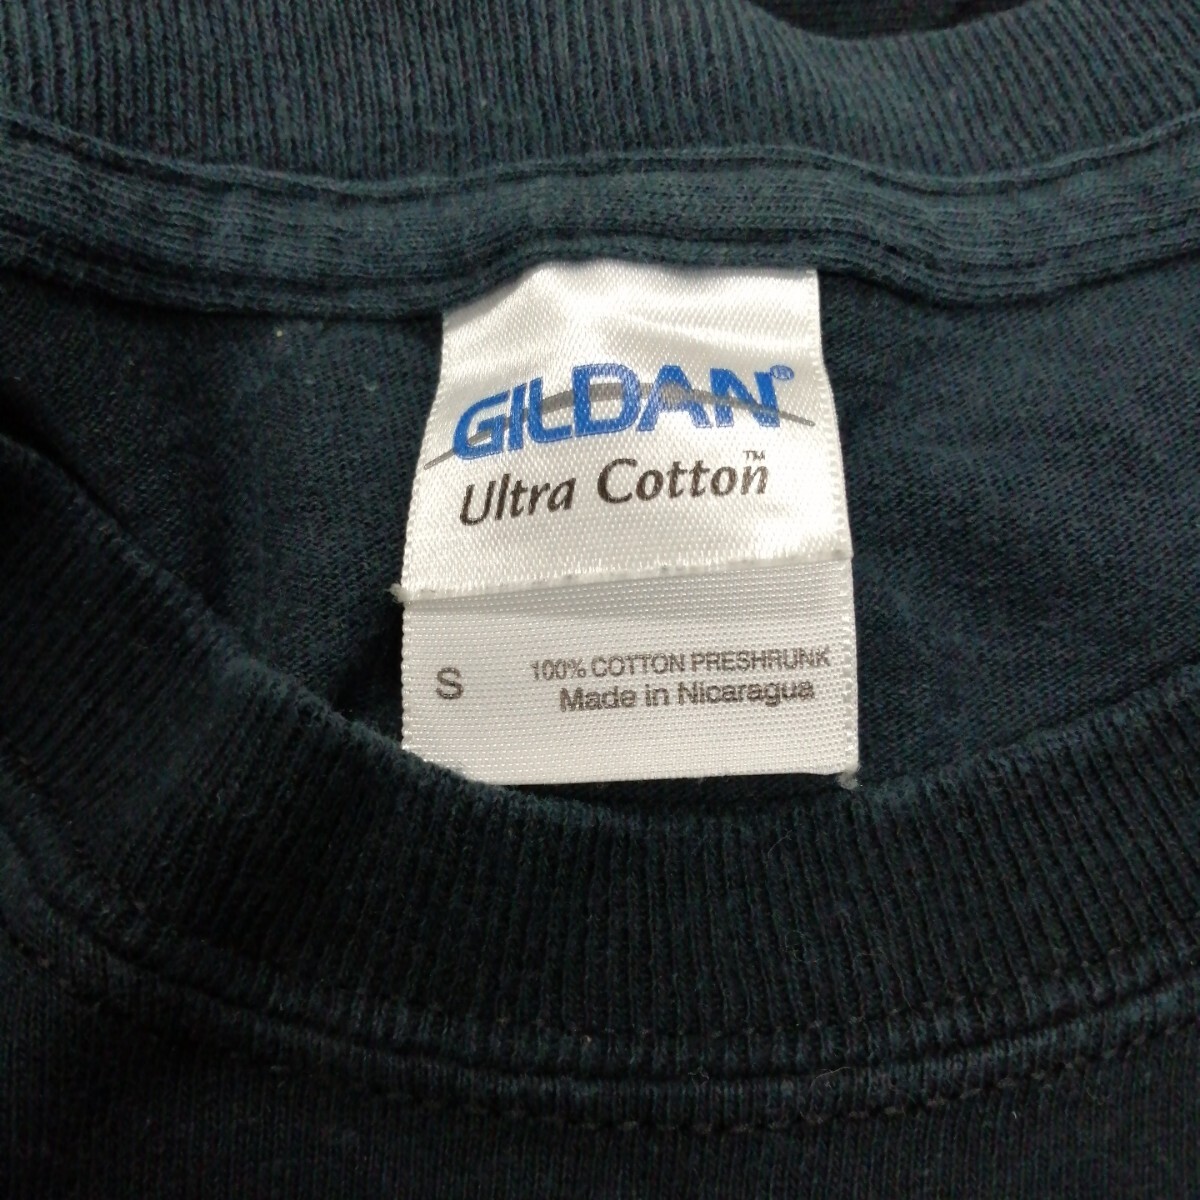 GILDAN®
Ultra Cotton™
S
100% COTTON PRESHRUNK
Made in Nicaragua